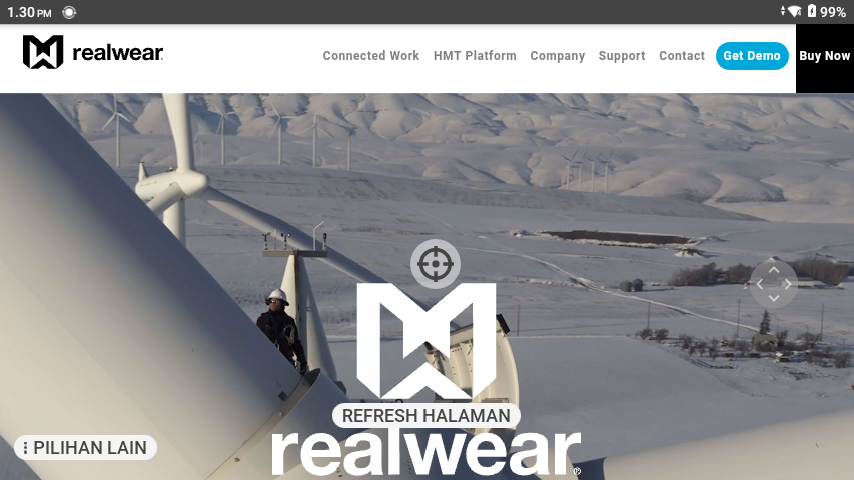 1.30 PM
99%
realwear
Connected Work
HMT Platform
Company
Support
Contact
Get Demo
Buy Now
REFRESH HALAMAN
PILIHAN LAIN
realwear®